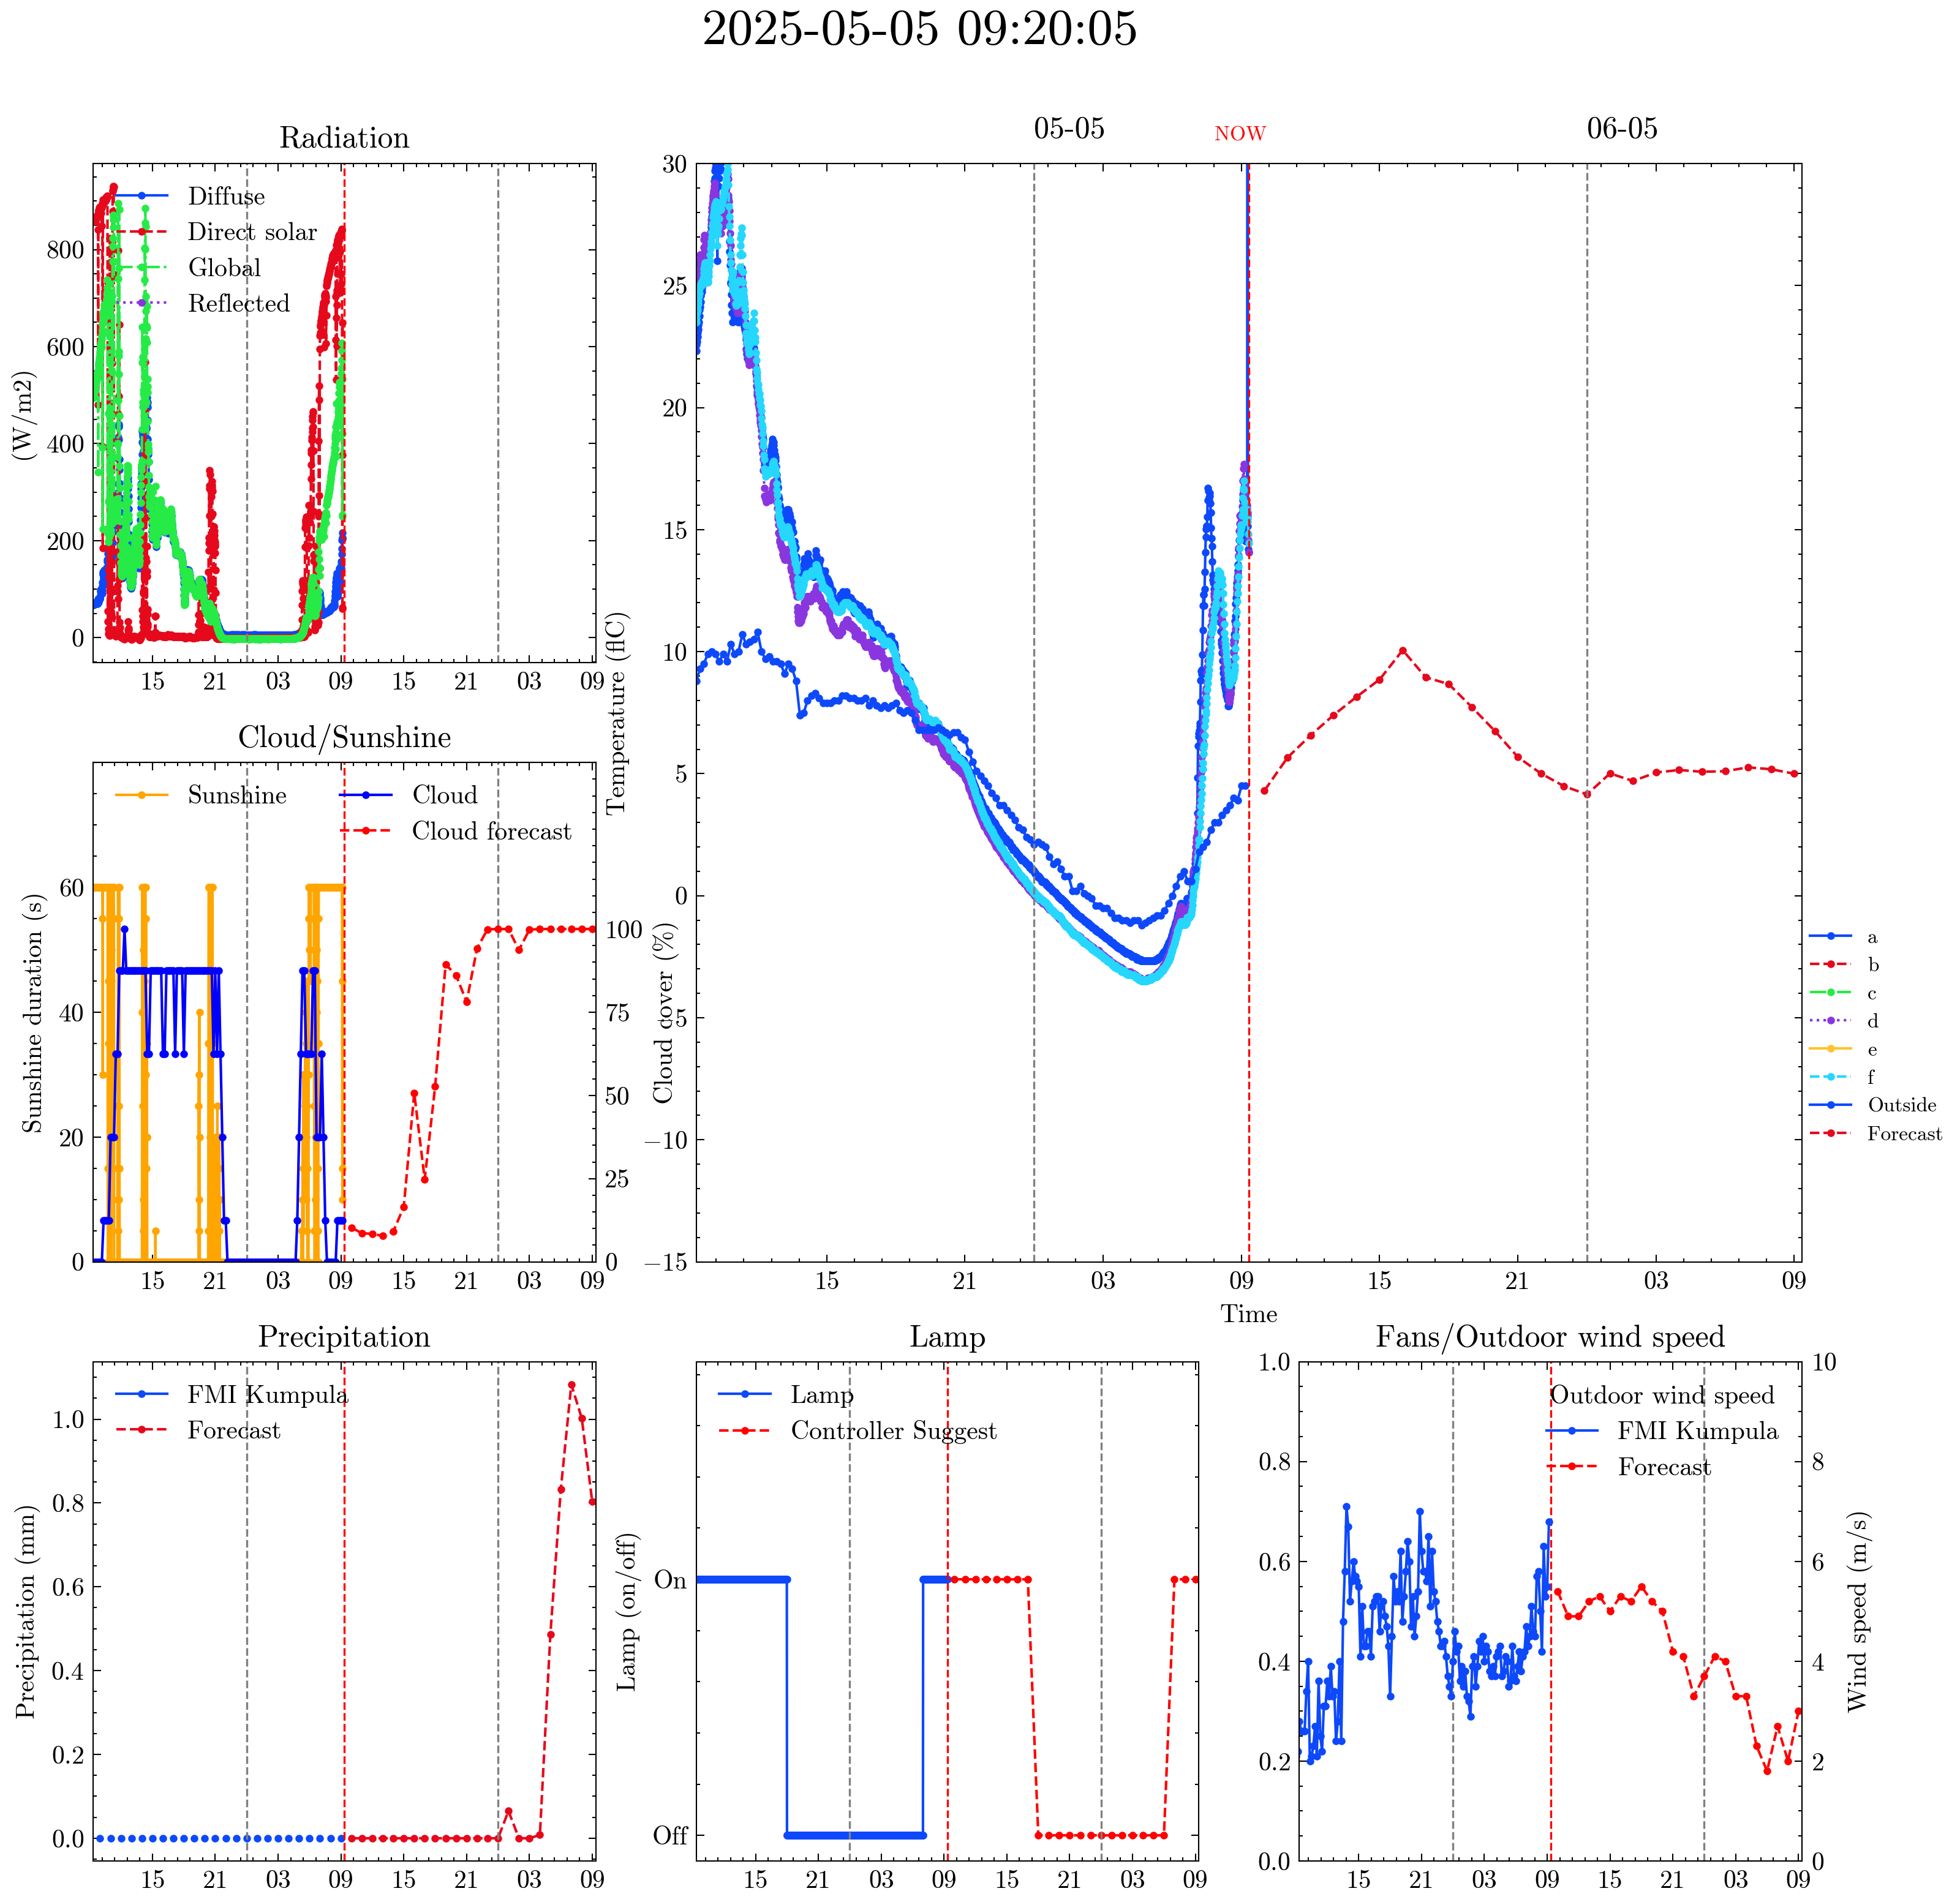 2025-05-05 09:20:05
Radiation
05-05
NOW
06-05
Diffuse
Direct solar
Global
Reflected
(W/m2)
800
600
400
200
0
15 21 03 09 15 21 03 09
Temperature (flC)
30
25
20
15
10
5
0
−5
−10
−15
15 21 03 09 15 21 03 09
Time
a
b
c
d
e
f
Outside
Forecast
Cloud/Sunshine
Sunshine
Cloud
Cloud forecast
Sunshine duration (s)
60
40
20
0
100
75
50
25
0
Cloud cover (%)
15 21 03 09 15 21 03 09
Precipitation
FMI Kumpula
Forecast
Precipitation (mm)
1.0
0.8
0.6
0.4
0.2
0.0
15 21 03 09 15 21 03 09
Lamp
Lamp
Controller Suggest
Lamp (on/off)
On
Off
15 21 03 09 15 21 03 09
Fans/Outdoor wind speed
Outdoor wind speed
FMI Kumpula
Forecast
1.0
0.8
0.6
0.4
0.2
0.0
10
8
6
4
2
0
Wind speed (m/s)
15 21 03 09 15 21 03 09